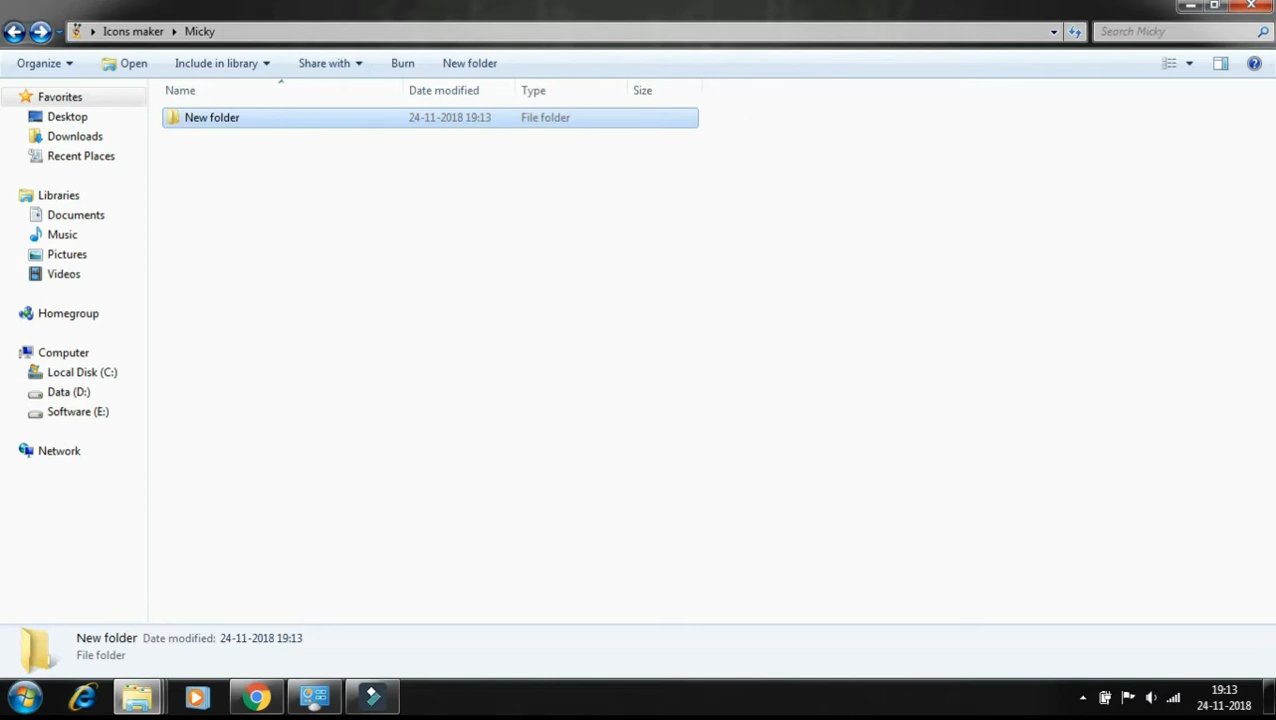 Icons maker Micky
Search Micky
Organize Open Include in library Share with Burn New folder
Name Date modified Type Size
Favorites
New folder 24-11-2018 19:13 File folder
Desktop
Downloads
Recent Places
Libraries
Documents
Music
Pictures
Videos
Homegroup
Computer
Local Disk (C:)
Data (D:)
Software (E:)
Network
New folder Date modified: 24-11-2018 19:13
File folder
19:13
24-11-2018